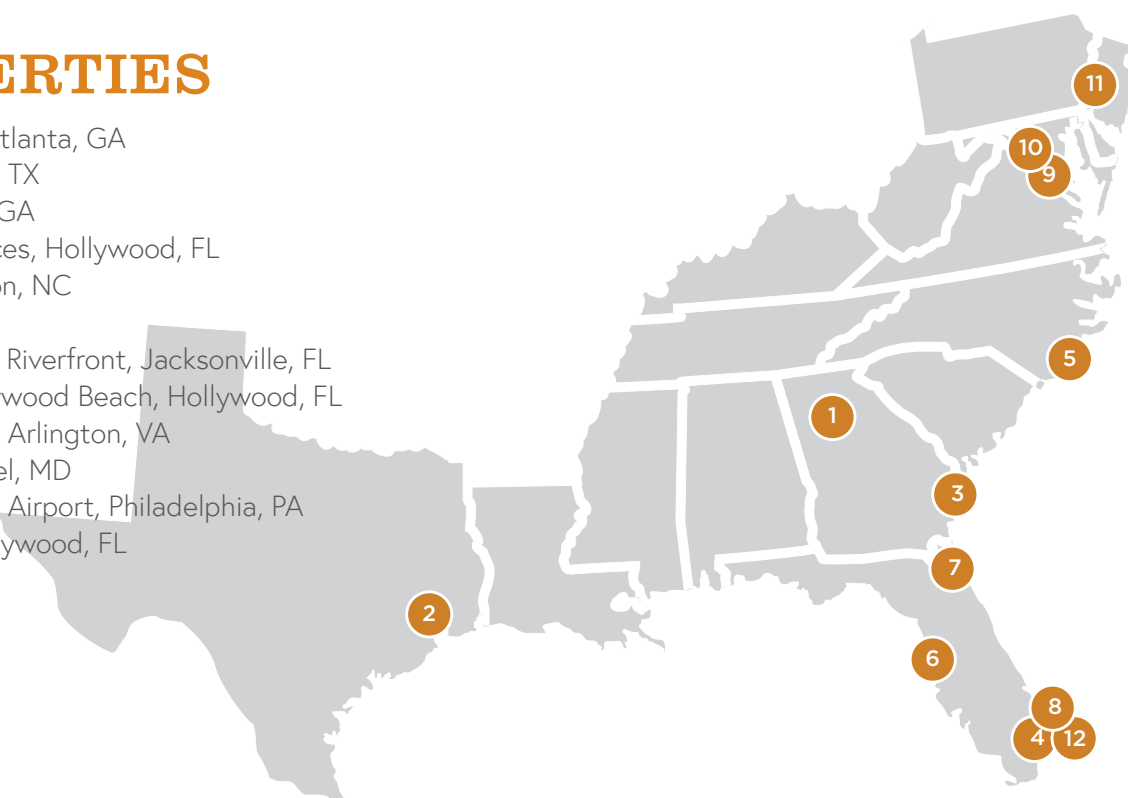 ERTIES
tlanta, GA
TX
GA
ces, Hollywood, FL
on, NC
Riverfront, Jacksonville, FL
wood Beach, Hollywood, FL
Arlington, VA
el, MD
Airport, Philadelphia, PA
ywood, FL
11
10
9
5
1
3
7
2
6
8
4
12